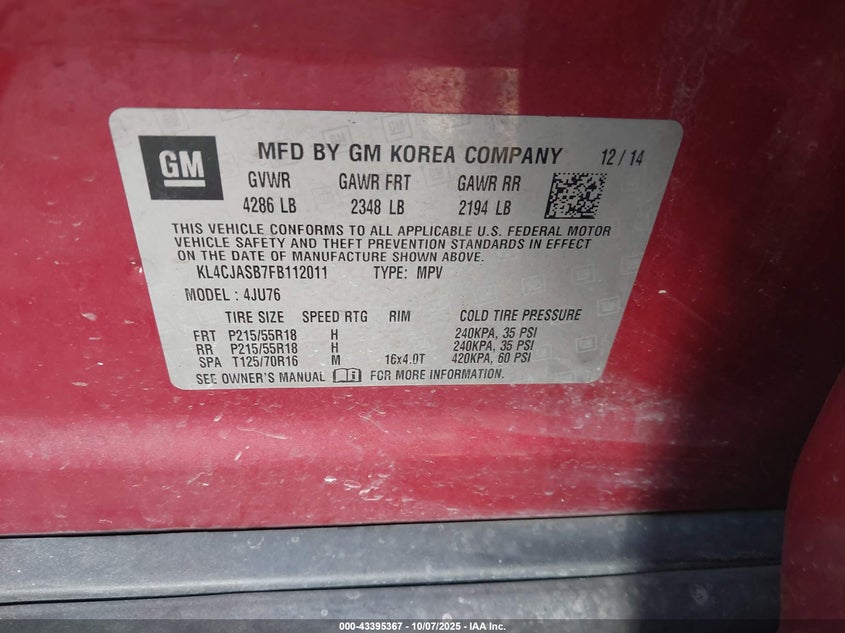 GM MFD BY GM KOREA COMPANY 12/14
GVWR GAWR FRT GAWR RR
4286 LB 2348 LB 2194 LB
THIS VEHICLE CONFORMS TO ALL APPLICABLE U.S. FEDERAL MOTOR
VEHICLE SAFETY AND THEFT PREVENTION STANDARDS IN EFFECT
ON THE DATE OF MANUFACTURE SHOWN ABOVE.
KL4CJASB7FB112011 TYPE: MPV
MODEL : 4JU76
TIRE SIZE SPEED RTG RIM COLD TIRE PRESSURE
FRT P215/55R18 H 240KPA, 35 PSI
RR P215/55R18 H 240KPA, 35 PSI
SPA T125/70R16 M 16x4.0T 420KPA, 60 PSI
SEE OWNER'S MANUAL FOR MORE INFORMATION.
000-43395367 | 10/07/2025 | IAA Inc.